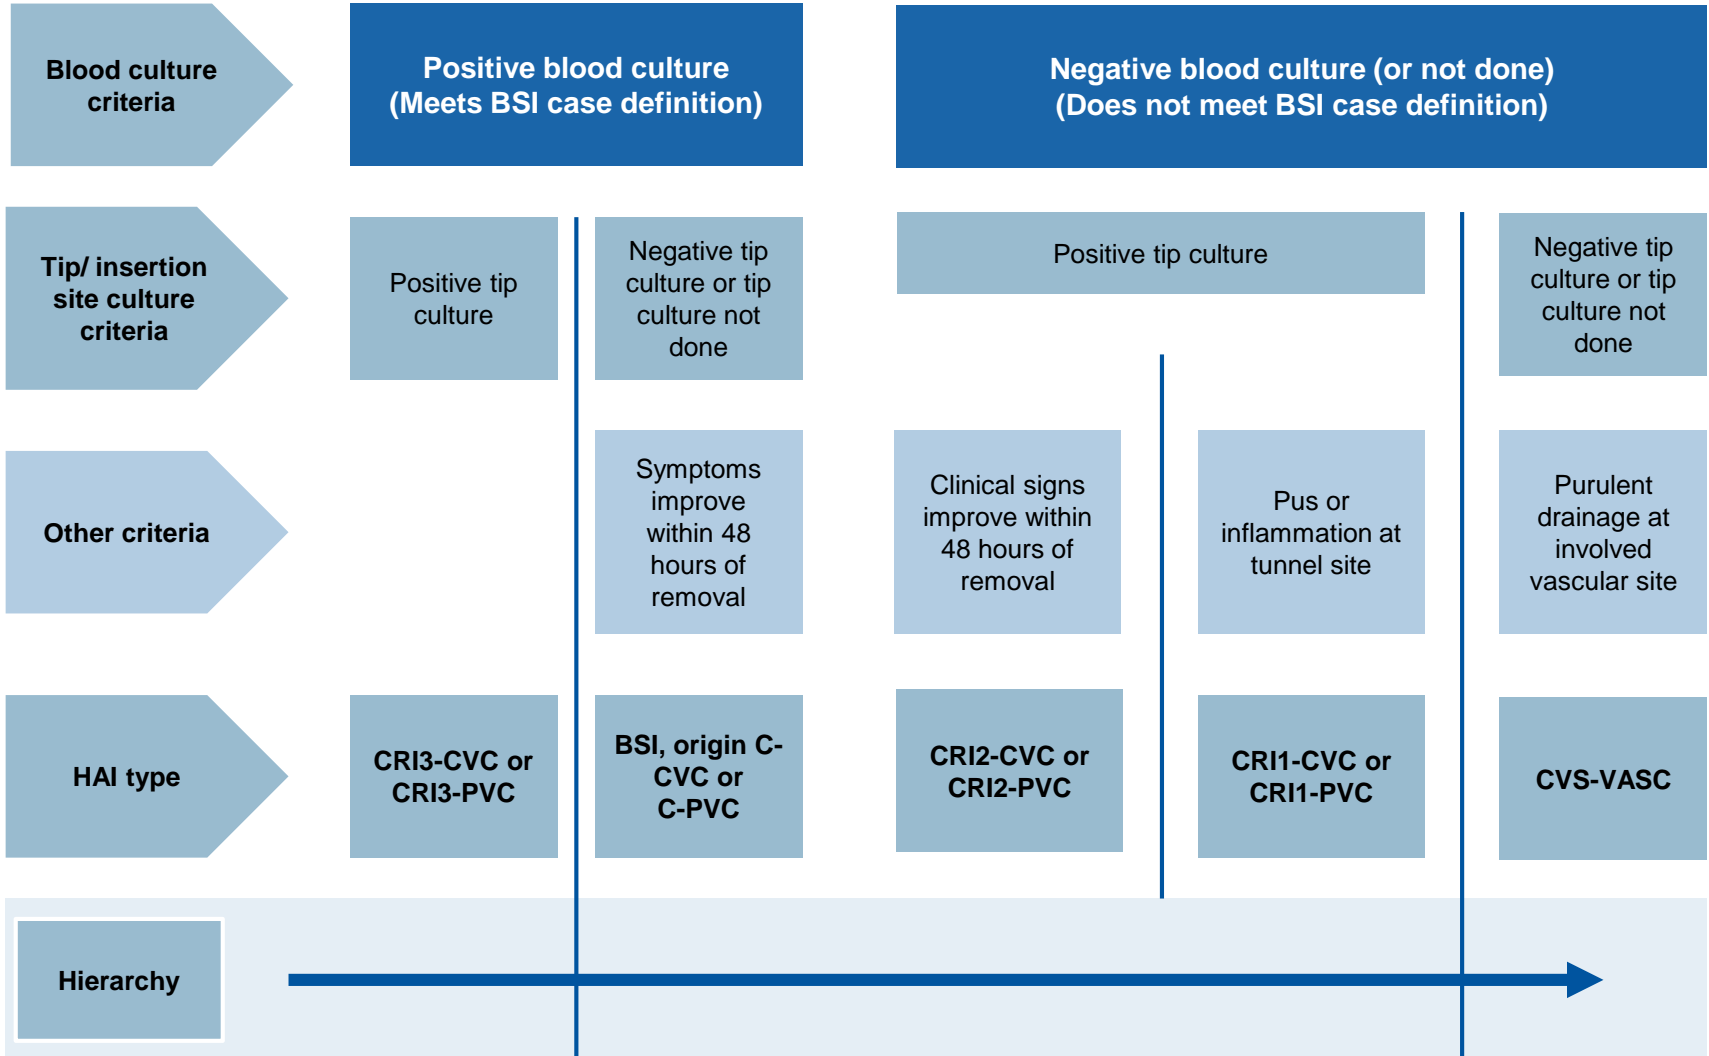 Blood culture
criteria
Positive blood culture
(Meets BSI case definition)
Negative blood culture (or not done)
(Does not meet BSI case definition)
Tip/ insertion
site culture
criteria
Positive tip
culture
Negative tip
culture or tip
culture not
done
Positive tip culture
Negative tip
culture or tip
culture not
done
Other criteria
Symptoms
improve
within 48
hours of
removal
Clinical signs
improve within
48 hours of
removal
Pus or
inflammation at
tunnel site
Purulent
drainage at
involved
vascular site
HAI type
CRI3-CVC or
CRI3-PVC
BSI, origin C-
CVC or
C-PVC
CRI2-CVC or
CRI2-PVC
CRI1-CVC or
CRI1-PVC
CVS-VASC
Hierarchy